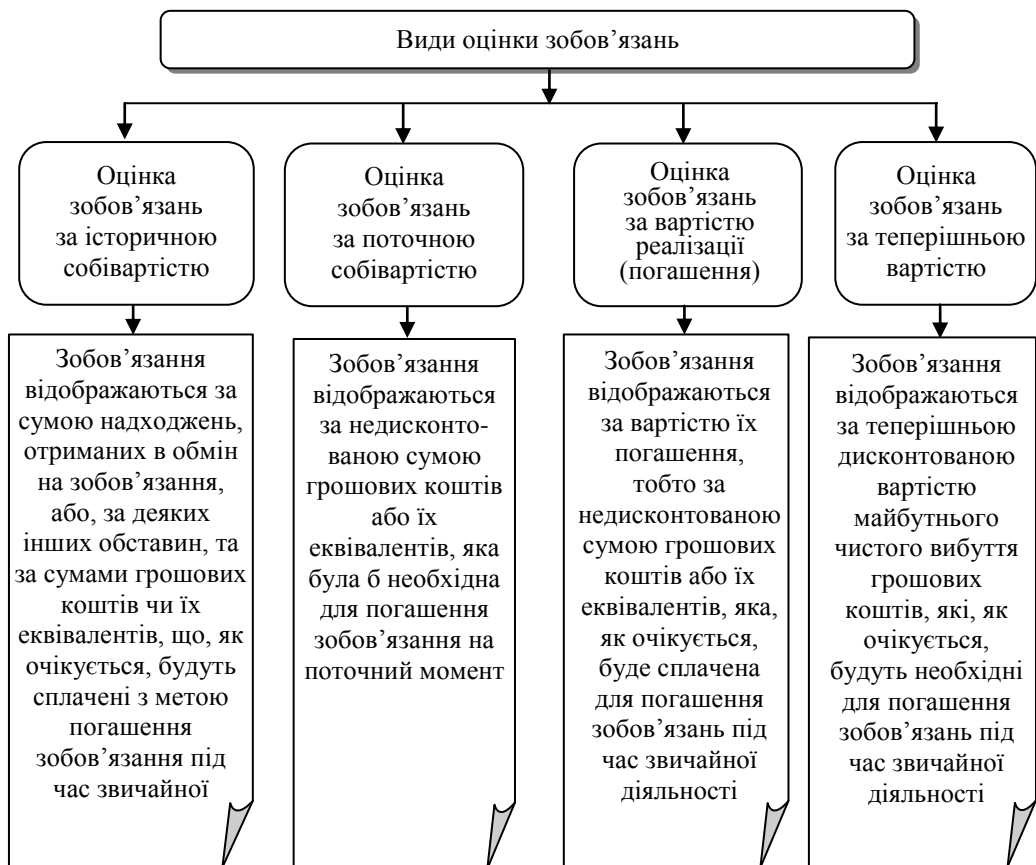 Види оцінки зобов’язань
Оцінка
зобов’язань
за історичною
собівартістю
Оцінка
зобов’язань
за поточною
собівартістю
Оцінка
зобов’язань
за вартістю
реалізації
(погашення)
Оцінка
зобов’язань
за теперішньою
вартістю
Зобов’язання
відображаються за
сумою надходжень,
отриманих в обмін
на зобов’язання,
або, за деяких
інших обставин, та
за сумами грошових
коштів чи їх
еквівалентів, що, як
очікується, будуть
сплачені з метою
погашення
зобов’язання під
час звичайної
Зобов’язання
відображаються
за недисконто-
ваною сумою
грошових коштів
або їх
еквівалентів, яка
була б необхідна
для погашення
зобов’язання на
поточний момент
Зобов’язання
відображаються
за вартістю їх
погашення,
тобто за
недисконтованою
сумою грошових
коштів або їх
еквівалентів, яка,
як очікується,
буде сплачена
для погашення
зобов’язань під
час звичайної
діяльності
Зобов’язання
відображаються
за теперішньою
дисконтованою
вартістю
майбутнього
чистого вибуття
грошових
коштів, які, як
очікується,
будуть необхідні
для погашення
зобов’язань під
час звичайної
діяльності